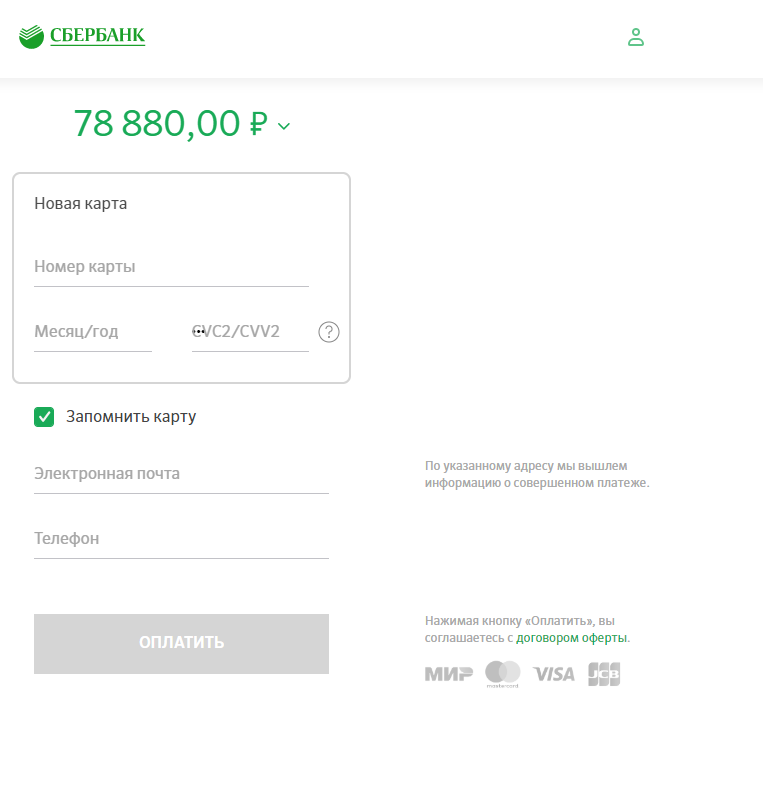 СБЕРБАНК
78 880,00 ₽
Новая карта
Номер карты
Месяц/год
CVC2/CVV2
?
Запомнить карту
Электронная почта
По указанному адресу мы вышлем
информацию о совершенном платеже.
Телефон
ОПЛАТИТЬ
Нажимая кнопку «Оплатить», вы
соглашаетесь с договором оферты.
МИР
mastercard
VISA
JCB